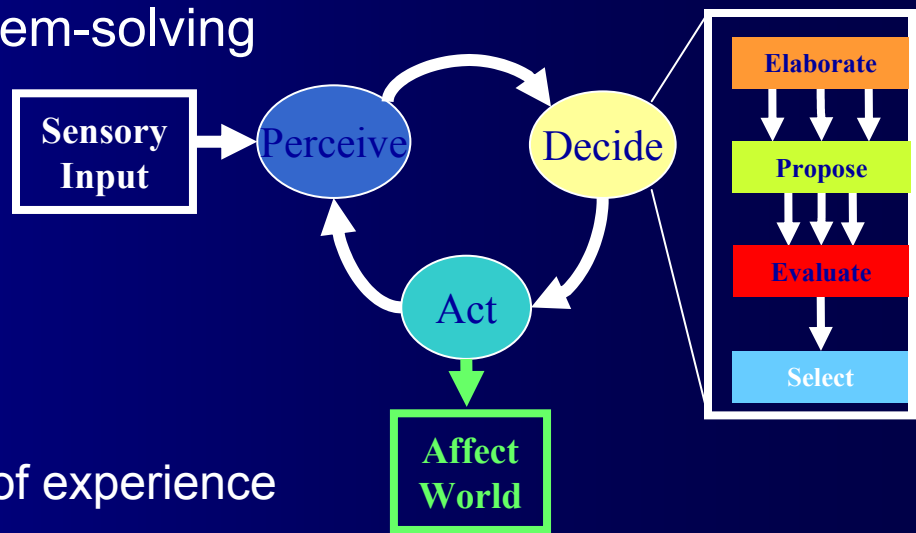 em-solving
Sensory
Input
Perceive
Decide
Act
Affect
World
Elaborate
Propose
Evaluate
Select
of experience